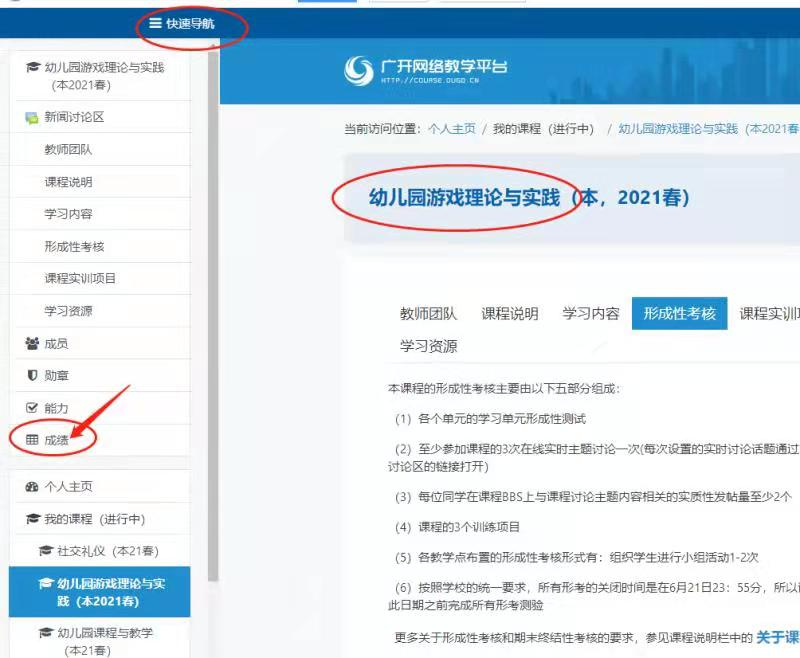 快速导航
幼儿园游戏理论与实践
(本2021春)
新闻讨论区
教师团队
课程说明
学习内容
形成性考核
课程实训项目
学习资源
成员
勋章
能力
成绩
个人主页
我的课程（进行中）
社交礼仪（本21春）
幼儿园游戏理论与实
践（本2021春）
幼儿园课程与教学
（本21春）
广开网络教学平台
HTTP://COURSE.OUGD.CN
当前访问位置： 个人主页 / 我的课程（进行中） / 幼儿园游戏理论与实践（本2021春
幼儿园游戏理论与实践（本，2021春）
教师团队 课程说明 学习内容 形成性考核 课程实训
学习资源
本课程的形成性考核主要由以下五部分组成：
（1）各个单元的学习单元形成性测试
（2）至少参加课程的3次在线实时主题讨论一次(每次设置的实时讨论话题通过
讨论区的链接打开）
（3）每位同学在课程BBS上与课程讨论主题内容相关的实质性发帖量至少2个
（4）课程的3个训练项目
（5）各教学点布置的形成性考核形式有：组织学生进行小组活动1-2次
（6）按照学校的统一要求，所有形考的关闭时间是在6月21日23：55分，所以
此日期之前完成所有形考测验
更多关于形成性考核和期末终结性考核的要求，参见课程说明栏中的 关于课